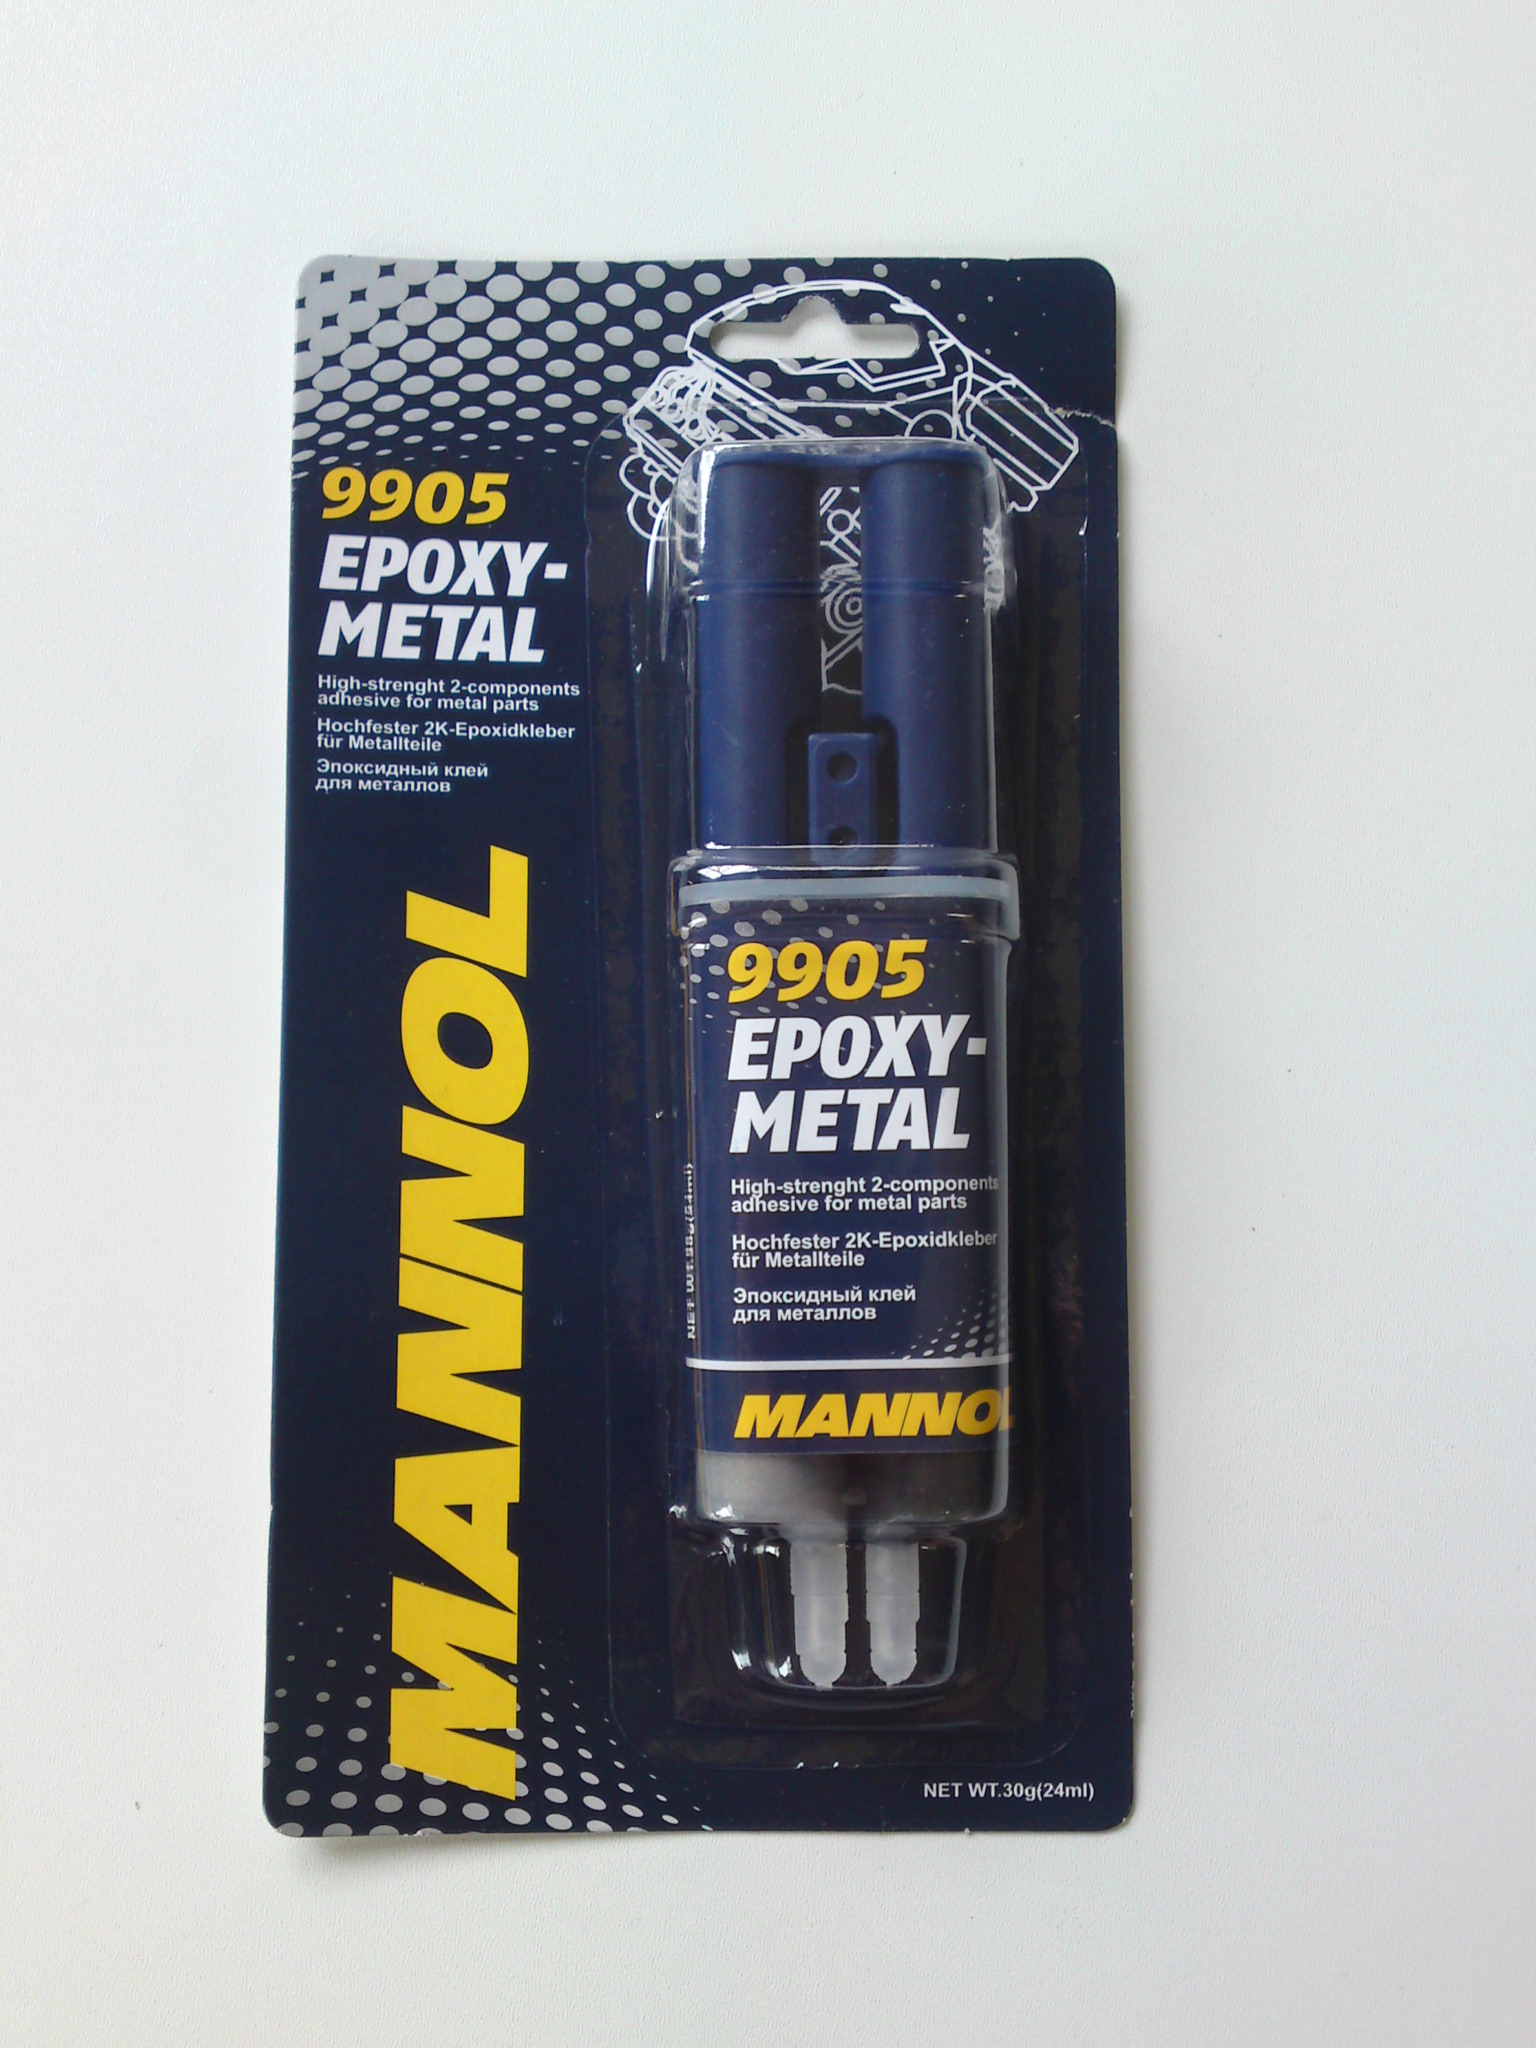 9905
EPOXY-
METAL
High-strenght 2-components
adhesive for metal parts
Hochfester 2K-Epoxidkleber
für Metallteile
Эпоксидный клей
для металлов
MANNOL
9905
EPOXY-
METAL
High-strenght 2-components
adhesive for metal parts
Hochfester 2K-Epoxidkleber
für Metallteile
Эпоксидный клей
для металлов
MANNOL
NET WT.30g(24ml)